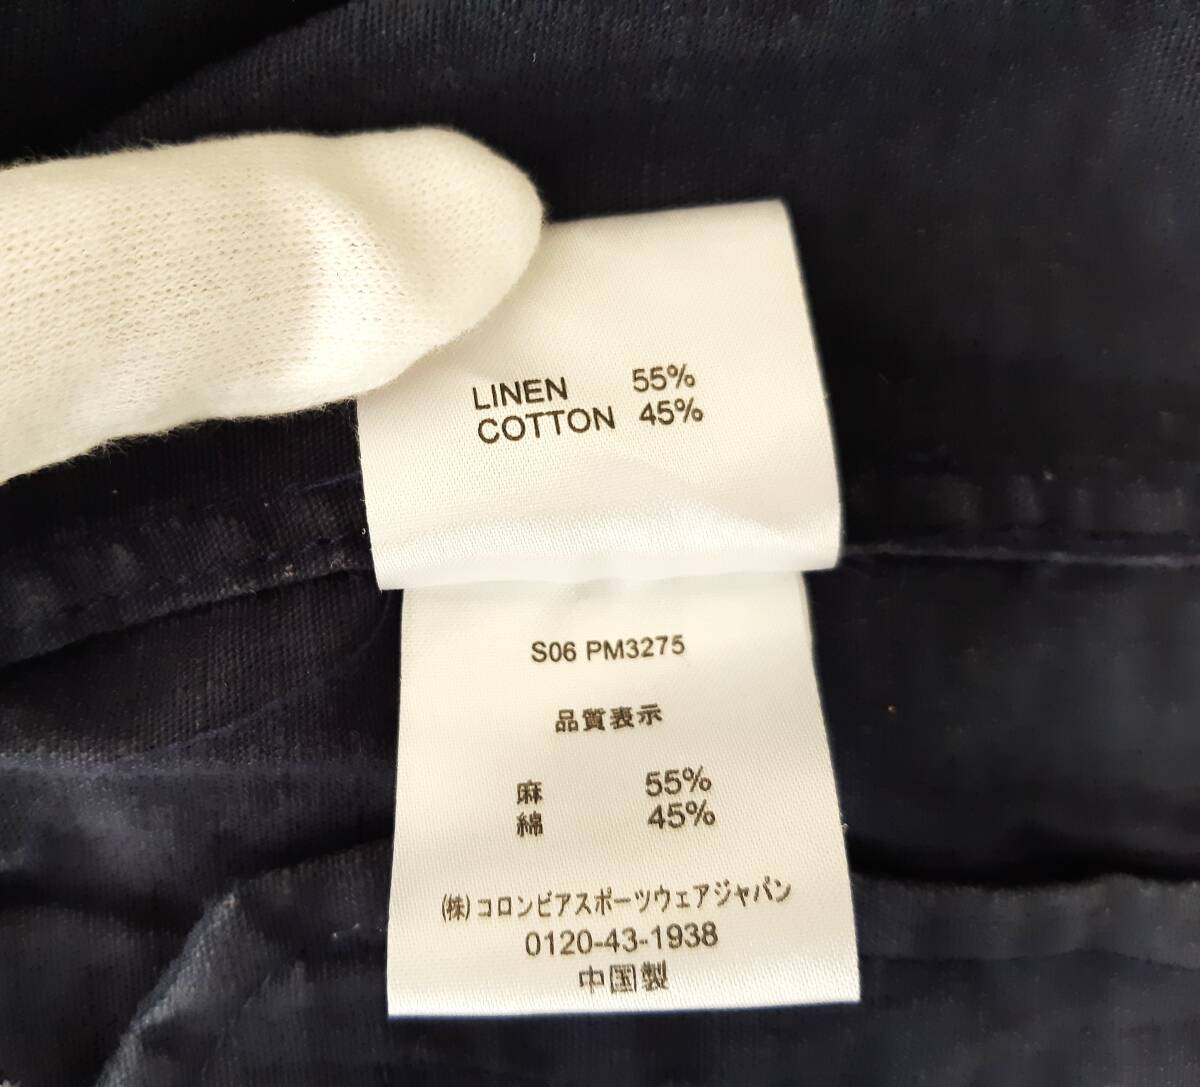 LINEN 55%
COTTON 45%
S06 PM3275
品質表示
麻 55%
綿 45%
(株)コロンビアスポーツウェアジャパン
0120-43-1938
中国製